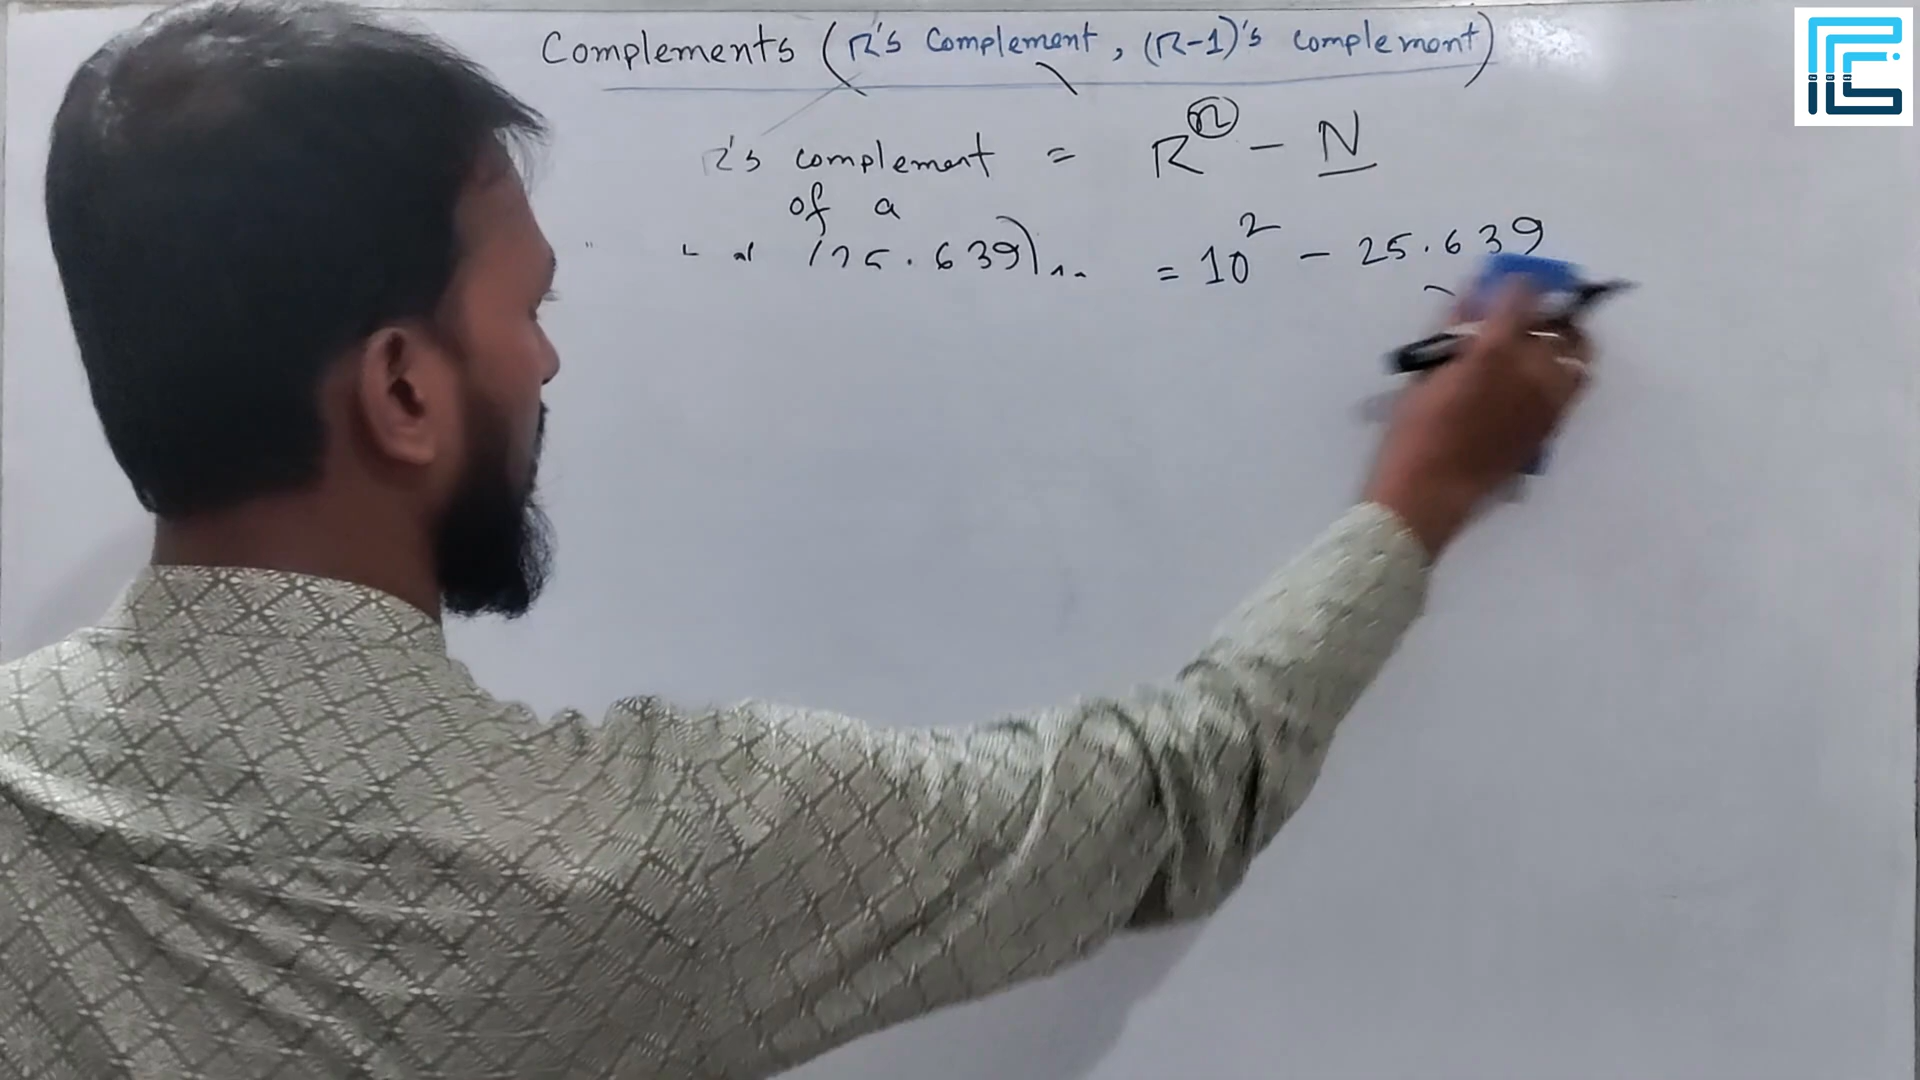 Complements (R's Complement, (R-1)'s complement)
R's complement = R^n - N
of a
(25.639) = 10^2 - 25.639